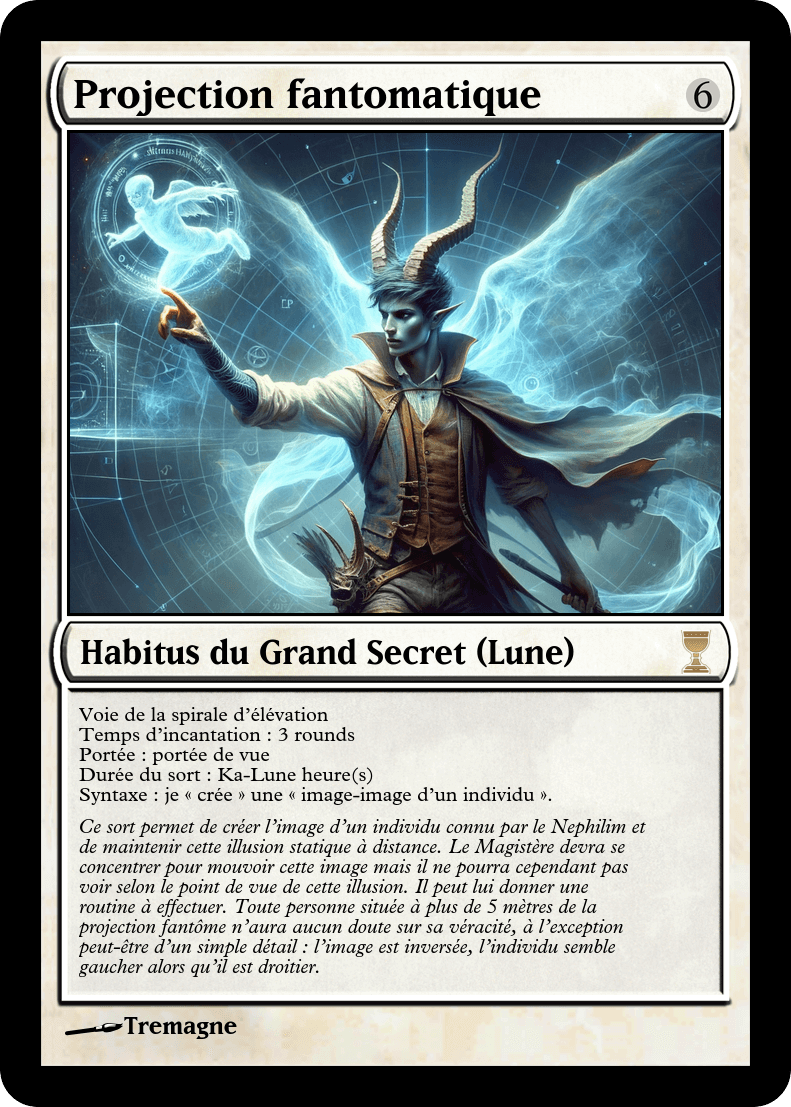 Projection fantomatique
6
Habitus du Grand Secret (Lune)
Voie de la spirale d'élévation
Temps d'incantation : 3 rounds
Portée : portée de vue
Durée du sort : Ka-Lune heure(s)
Syntaxe : je « crée » une « image-image d'un individu ».
Ce sort permet de créer l'image d'un individu connu par le Nephilim et
de maintenir cette illusion statique à distance. Le Magistère devra se
concentrer pour mouvoir cette image mais il ne pourra cependant pas
voir selon le point de vue de cette illusion. Il peut lui donner une
routine à effectuer. Toute personne située à plus de 5 mètres de la
projection fantôme n'aura aucun doute sur sa véracité, à l'exception
peut-être d'un simple détail : l'image est inversée, l'individu semble
gaucher alors qu'il est droitier.
Tremagne